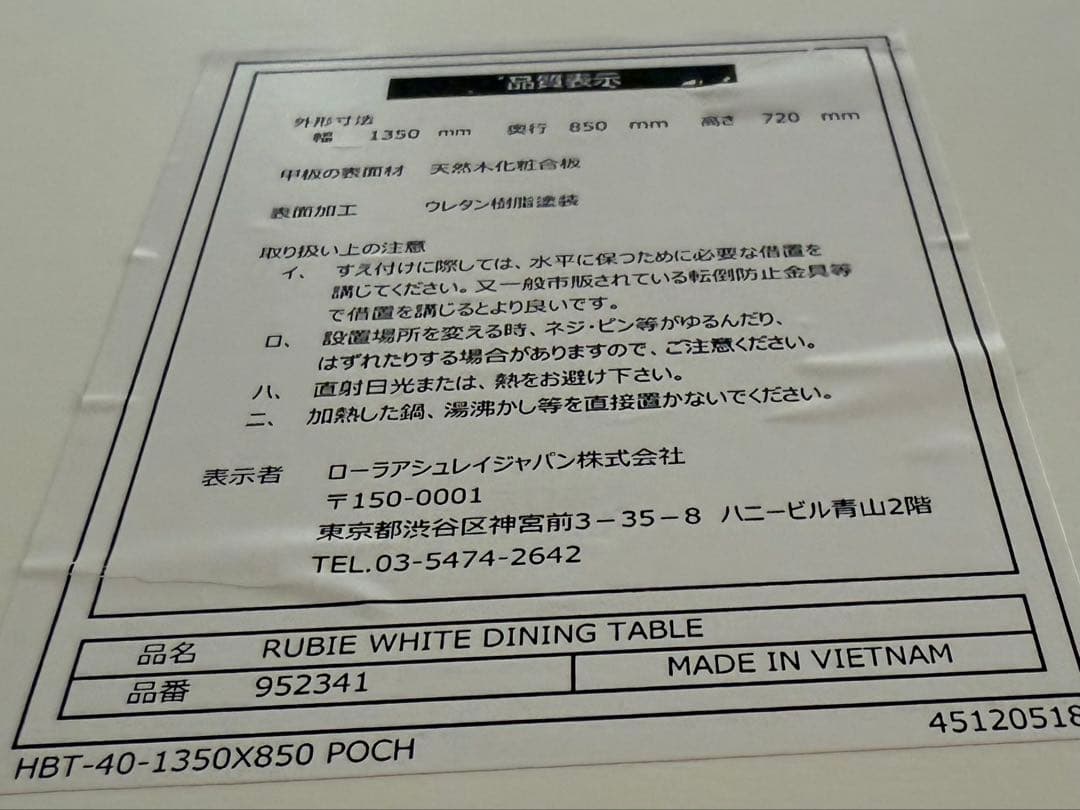 品質表示
外形寸法
幅 1350 mm 奥行 850 mm 高さ 720 mm
甲板の表面材 天然木化粧合板
表面加工 ウレタン樹脂塗装
取り扱い上の注意
イ、 すえ付けに際しては、水平に保つために必要な借置を
講じてください。又一般市販されている転倒防止金具等
で借置を講じるとより良いです。
ロ、 設置場所を変える時、ネジ・ピン等がゆるんだり、
はずれたりする場合がありますので、ご注意ください。
ハ、 直射日光または、熱をお避け下さい。
ニ、 加熱した鍋、湯沸かし等を直接置かないでください。
表示者 ローラアシュレイジャパン株式会社
〒150-0001
東京都渋谷区神宮前3-35-8 ハニービル青山2階
TEL.03-5474-2642
品名 RUBIE WHITE DINING TABLE
品番 952341 MADE IN VIETNAM
HBT-40-1350X850 POCH 45120518